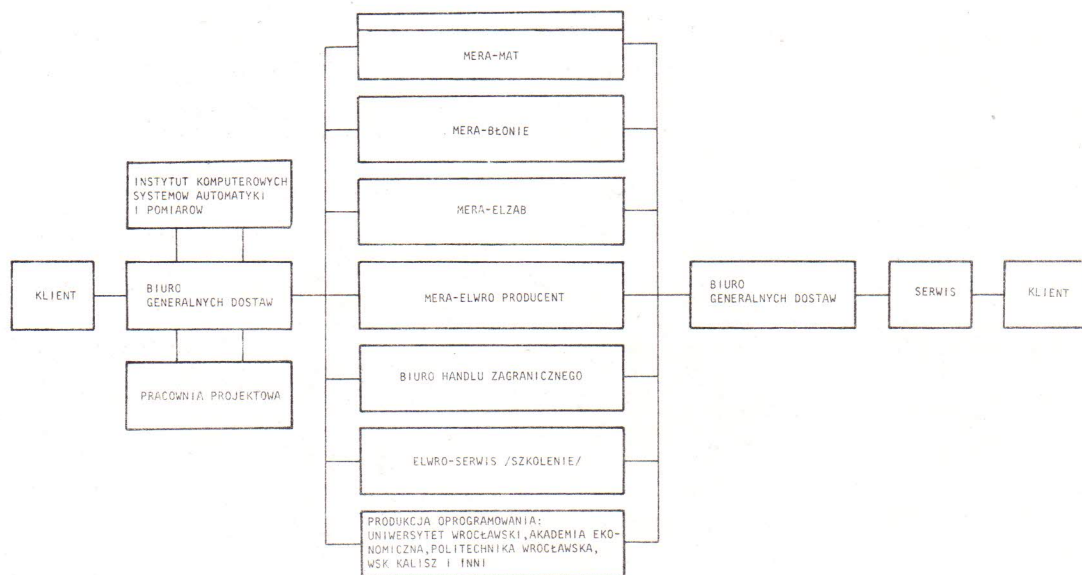 MERA-MAT
MERA-BŁONIE
INSTYTUT KOMPUTEROWYCH
SYSTEMÓW AUTOMATYKI
I POMIARÓW
MERA-ELZAB
KLIENT
BIURO
GENERALNYCH DOSTAW
MERA-ELWRO PRODUCENT
BIURO
GENERALNYCH DOSTAW
SERWIS
KLIENT
PRACOWNIA PROJEKTOWA
BIURO HANDLU ZAGRANICZNEGO
ELWRO-SERWIS /SZKOLENIE/
PRODUKCJA OPROGRAMOWANIA:
UNIWERSYTET WROCŁAWSKI,AKADEMIA EKO-
NOMICZNA,POLITECHNIKA WROCŁAWSKA,
WSK KALISZ I INNI